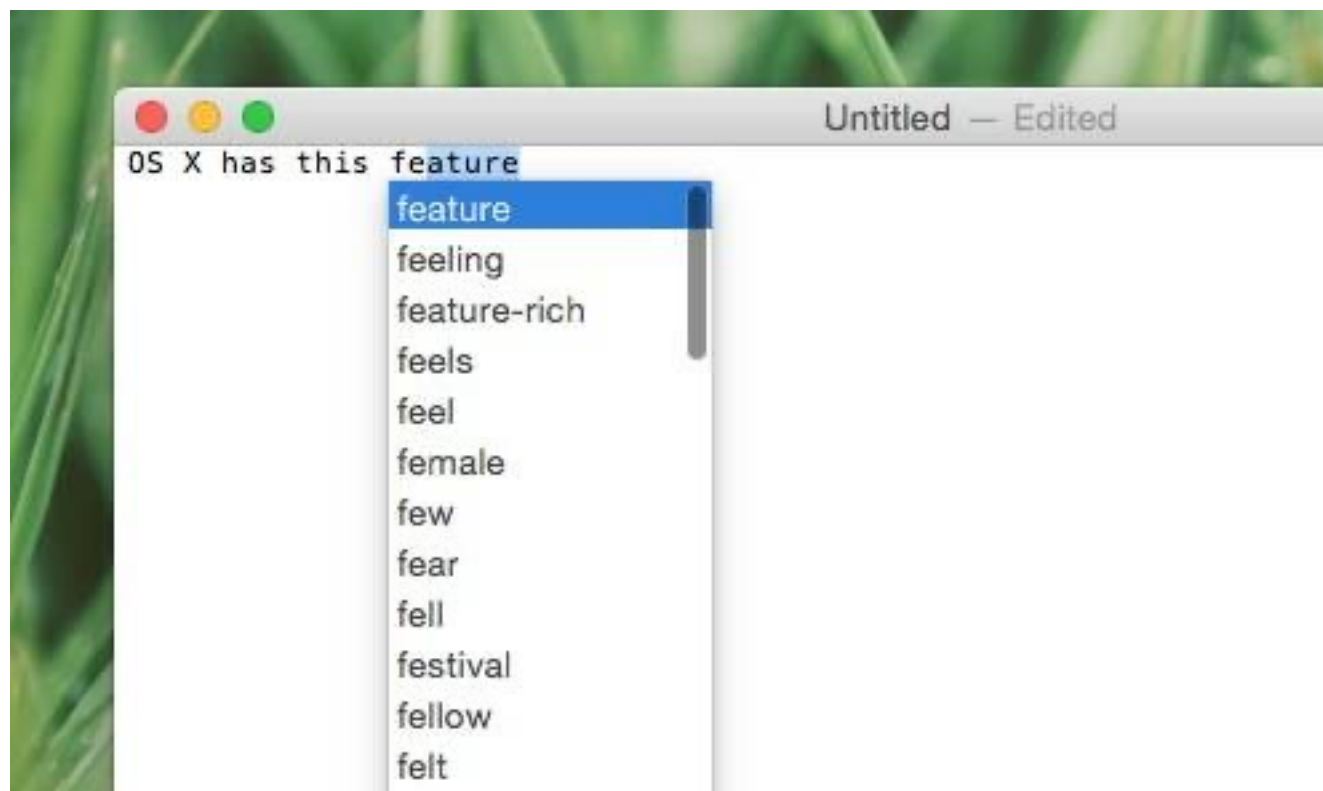 Untitled — Edited
OS X has this feature
feature
feeling
feature-rich
feels
feel
female
few
fear
fell
festival
fellow
felt